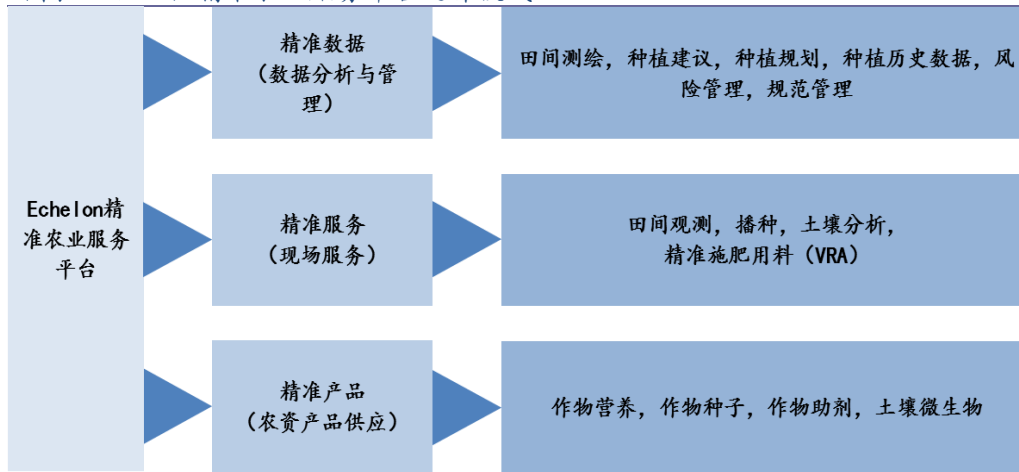 精准数据
（数据分析与管
理）
田间测绘，种植建议，种植规划，种植历史数据，风
险管理，规范管理
Echelon精
准农业服务
平台
精准服务
（现场服务）
田间观测，播种，土壤分析，
精准施肥用料（VRA）
精准产品
（农资产品供应）
作物营养，作物种子，作物助剂，土壤微生物